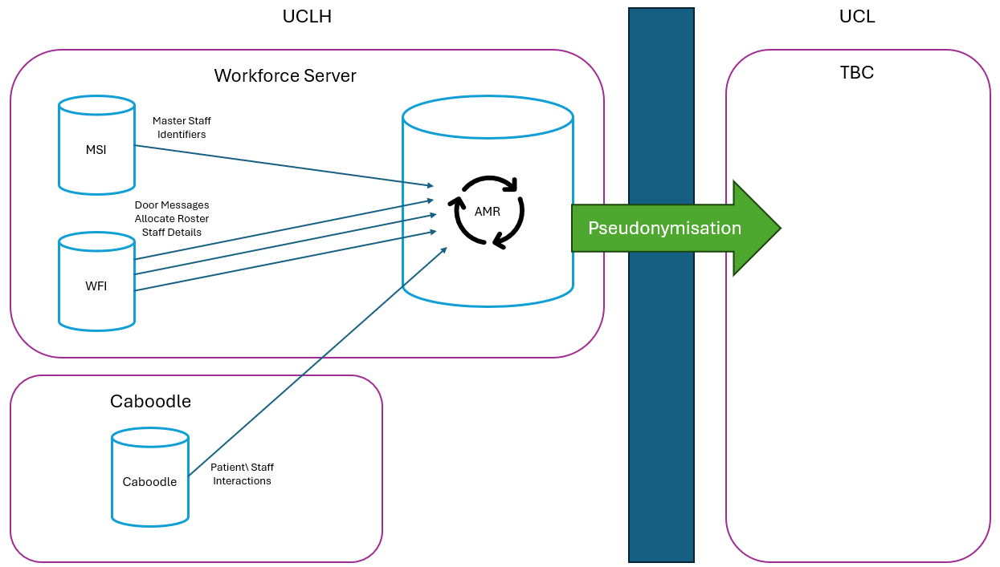 UCLH
UCL
Workforce Server
TBC
MSI
Master Staff
Identifiers
Door Messages
Allocate Roster
Staff Details
WFI
AMR
Pseudonymisation
Caboodle
Caboodle
Patient\ Staff
Interactions